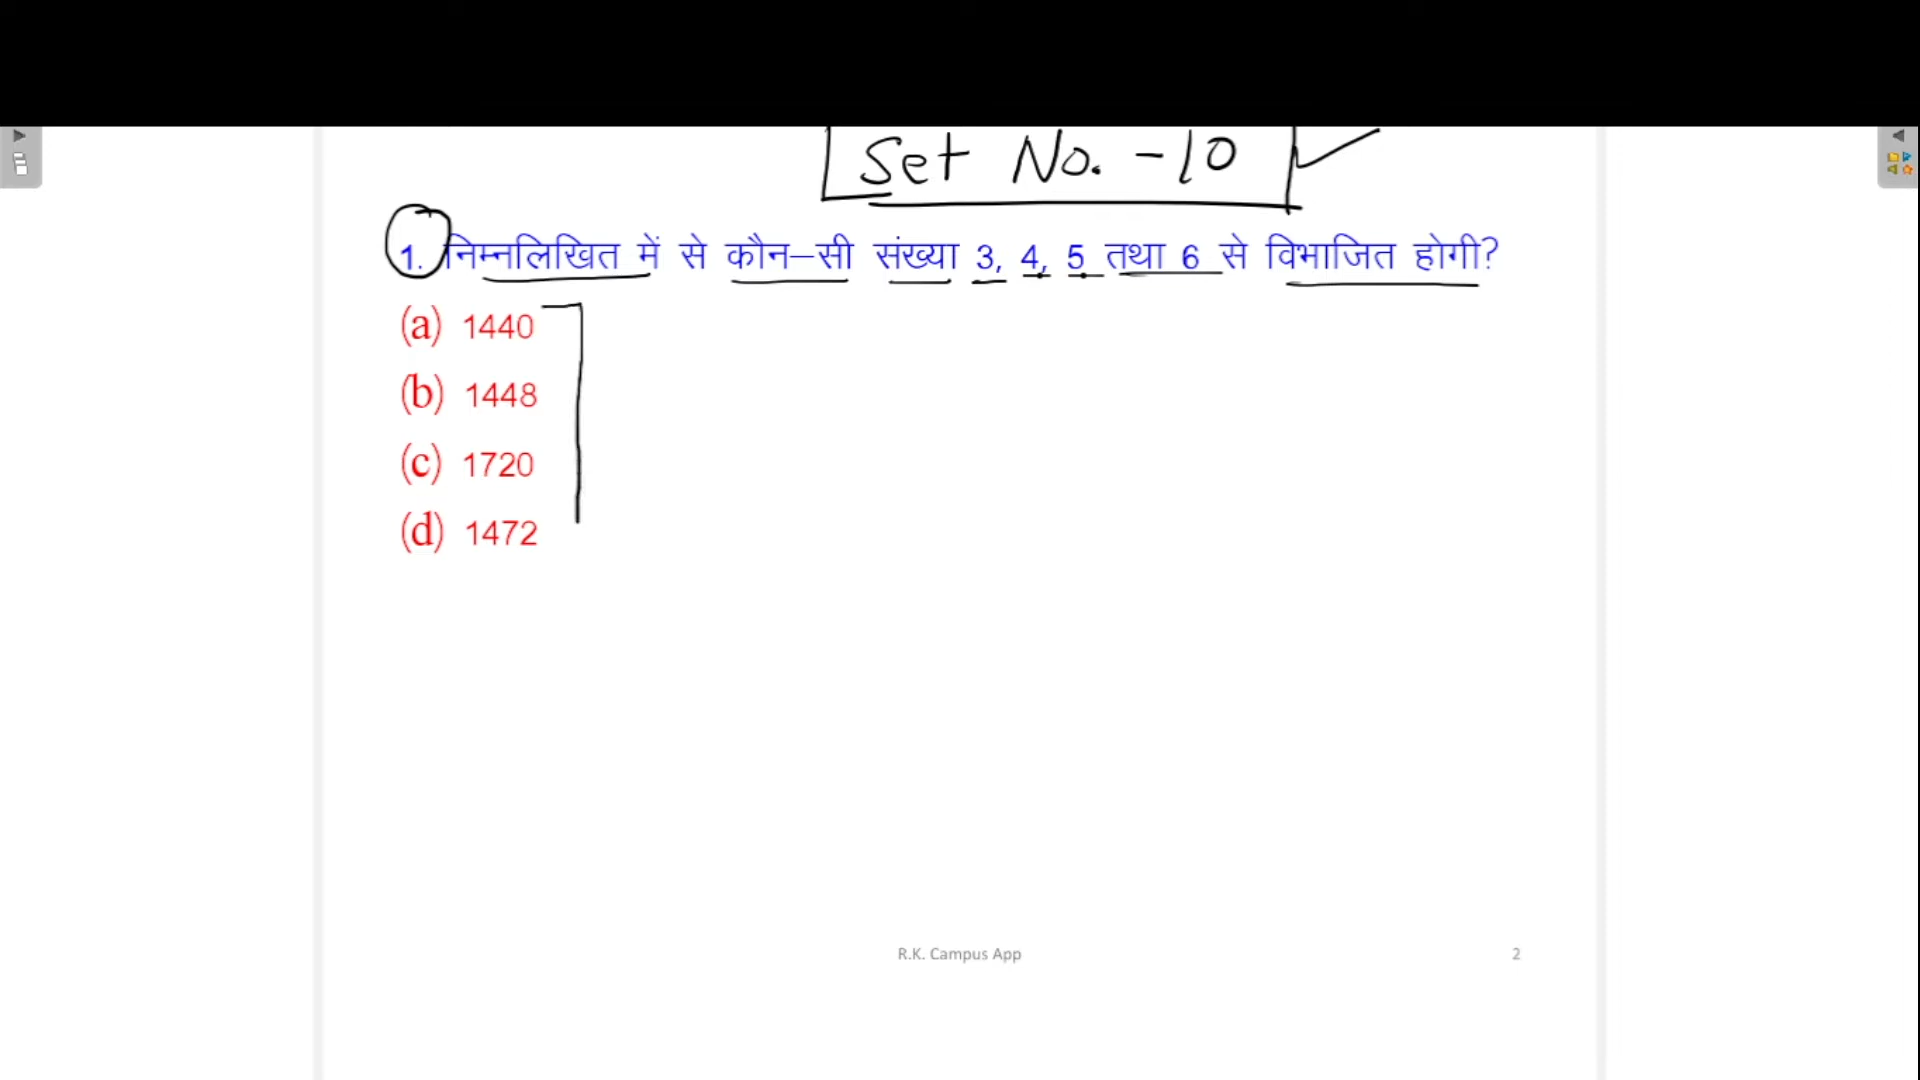 Set No. -10
1. निम्नलिखित में से कौन–सी संख्या 3, 4, 5 तथा 6 से विभाजित होगी?
(a) 1440
(b) 1448
(c) 1720
(d) 1472
R.K. Campus App 2